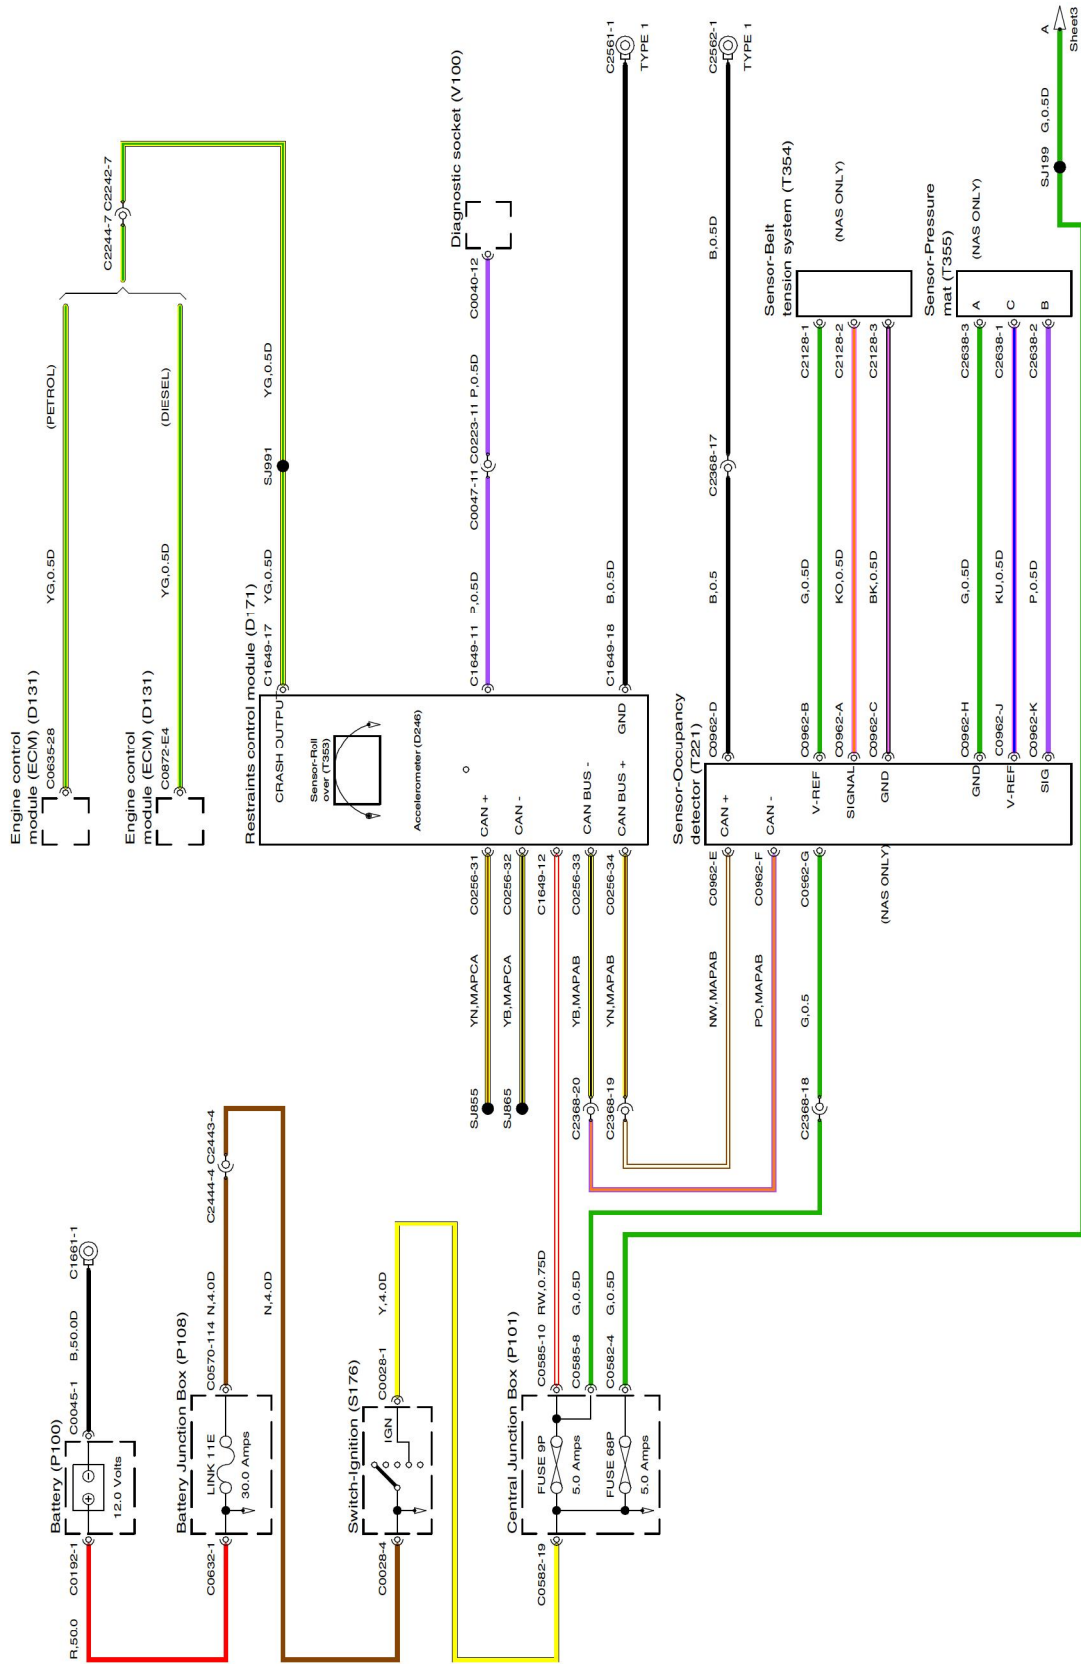 Battery (P100)
R,50.0
C0192-1
12.0 Volts
C0045-1
B,50.0D
C1661-1
Battery Junction Box (P108)
C0632-1
LINK 11E
30.0 Amps
C0570-114
N,4.0D
C2444-4
C2443-4
N,4.0D
Switch-Ignition (S176)
C0028-4
IGN
C0028-1
Y,4.0D
Central Junction Box (P101)
C0582-19
FUSE 9P
5.0 Amps
FUSE 68P
5.0 Amps
C0585-10
RW,0.75D
C0585-8
G,0.5D
C0582-4
G,0.5D
Engine control
module (ECM) (D131)
C0635-28
YG,0.5D
(PETROL)
Engine control
module (ECM) (D131)
C0872-E4
YG,0.5D
(DIESEL)
C2244-7
C2242-7
Restraints control module (D171)
CRASH OUTPUT
C1649-17
YG,0.5D
SJ991
YG,0.5D
Sensor-Roll
over (T353)
Accelerometer (D246)
SJ855
YN,MAPCA
C0256-31
CAN +
SJ865
YB,MAPCA
C0256-32
CAN -
C1649-12
C2368-20
YB,MAPAB
C0256-33
CAN BUS -
C2368-19
YN,MAPAB
C0256-34
CAN BUS +
C1649-11
P,0.5D
C0047-11
C0223-11
P,0.5D
C0040-12
Diagnostic socket (V100)
GND
C1649-18
B,0.5D
C2561-1
TYPE 1
Sensor-Occupancy
detector (T221)
NW,MAPAB
C0962-E
CAN +
PO,MAPAB
C0962-F
CAN -
C2368-18
G,0.5
C0962-G
(NAS ONLY)
C0962-D
B,0.5
C2368-17
B,0.5D
C2562-1
TYPE 1
V-REF
C0962-B
G,0.5D
C2128-1
SIGNAL
C0962-A
KO,0.5D
C2128-2
GND
C0962-C
BK,0.5D
C2128-3
Sensor-Belt
tension system (T354)
(NAS ONLY)
GND
C0962-H
G,0.5D
C2638-3
A
V-REF
C0962-J
KU,0.5D
C2638-1
C
SIG
C0962-K
P,0.5D
C2638-2
B
Sensor-Pressure
mat (T355)
(NAS ONLY)
SJ199
G,0.5D
A
Sheet3